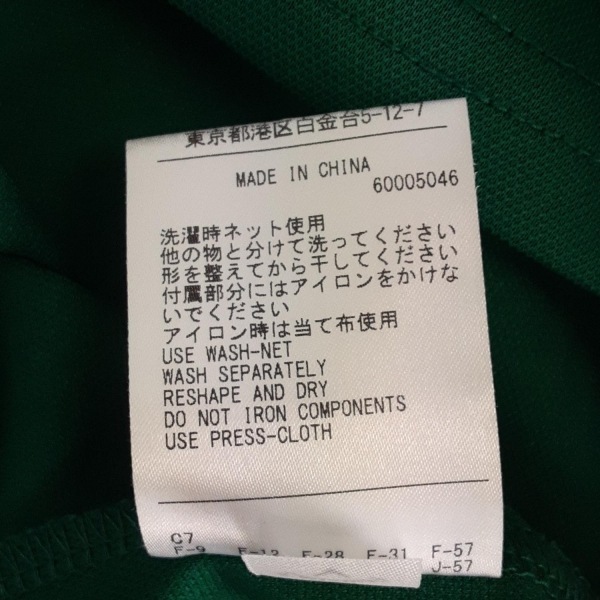 東京都港区白金台5-12-7
MADE IN CHINA
60005046
洗濯時ネット使用
他の物と分けて洗ってください
形を整えてから干してください
付属部分にはアイロンをかけな
いでください
アイロン時は当て布使用
USE WASH-NET
WASH SEPARATELY
RESHAPE AND DRY
DO NOT IRON COMPONENTS
USE PRESS-CLOTH
C7
F-9 F-12 F-28 F-31 F-57
J-57